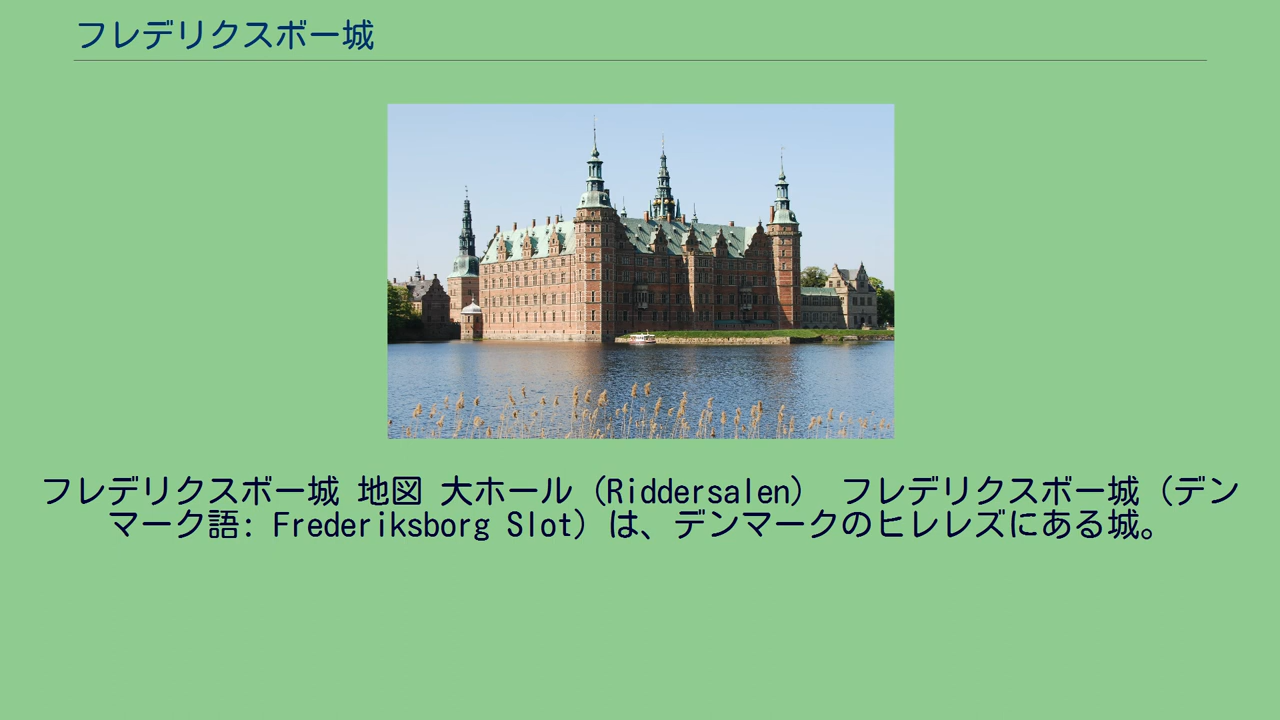 フレデリクスボー城
フレデリクスボー城 地図 大ホール（Riddersalen） フレデリクスボー城（デン
マーク語: Frederiksborg Slot）は、デンマークのヒレレズにある城。